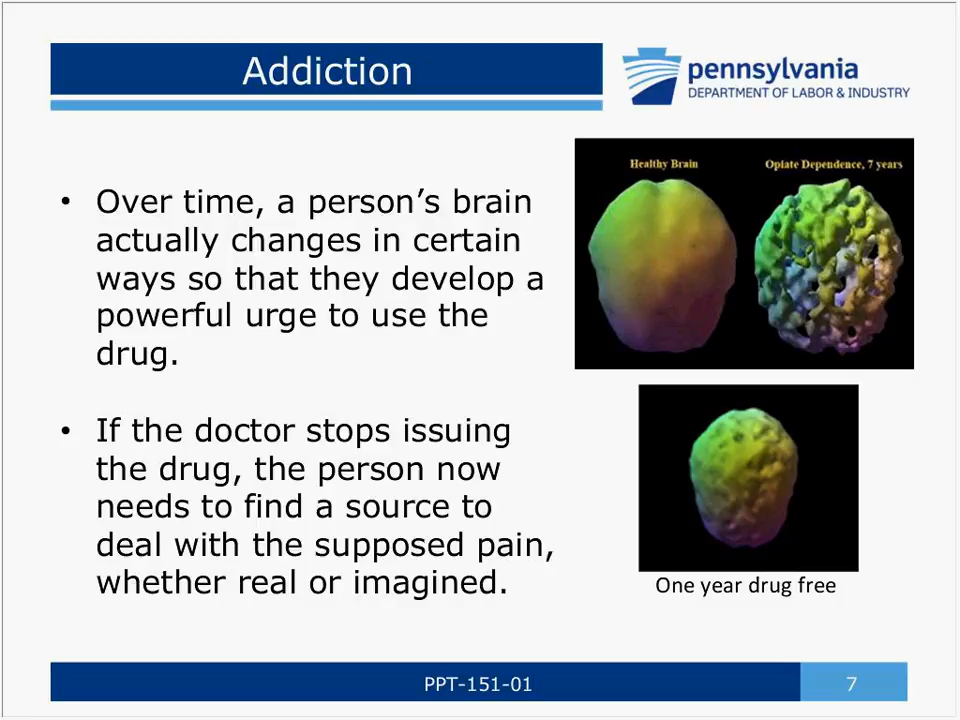 Addiction
pennsylvania
DEPARTMENT OF LABOR & INDUSTRY
• Over time, a person’s brain
actually changes in certain
ways so that they develop a
powerful urge to use the
drug.
• If the doctor stops issuing
the drug, the person now
needs to find a source to
deal with the supposed pain,
whether real or imagined.
Healthy Brain
Opiate Dependence, 7 years
One year drug free
PPT-151-01
7